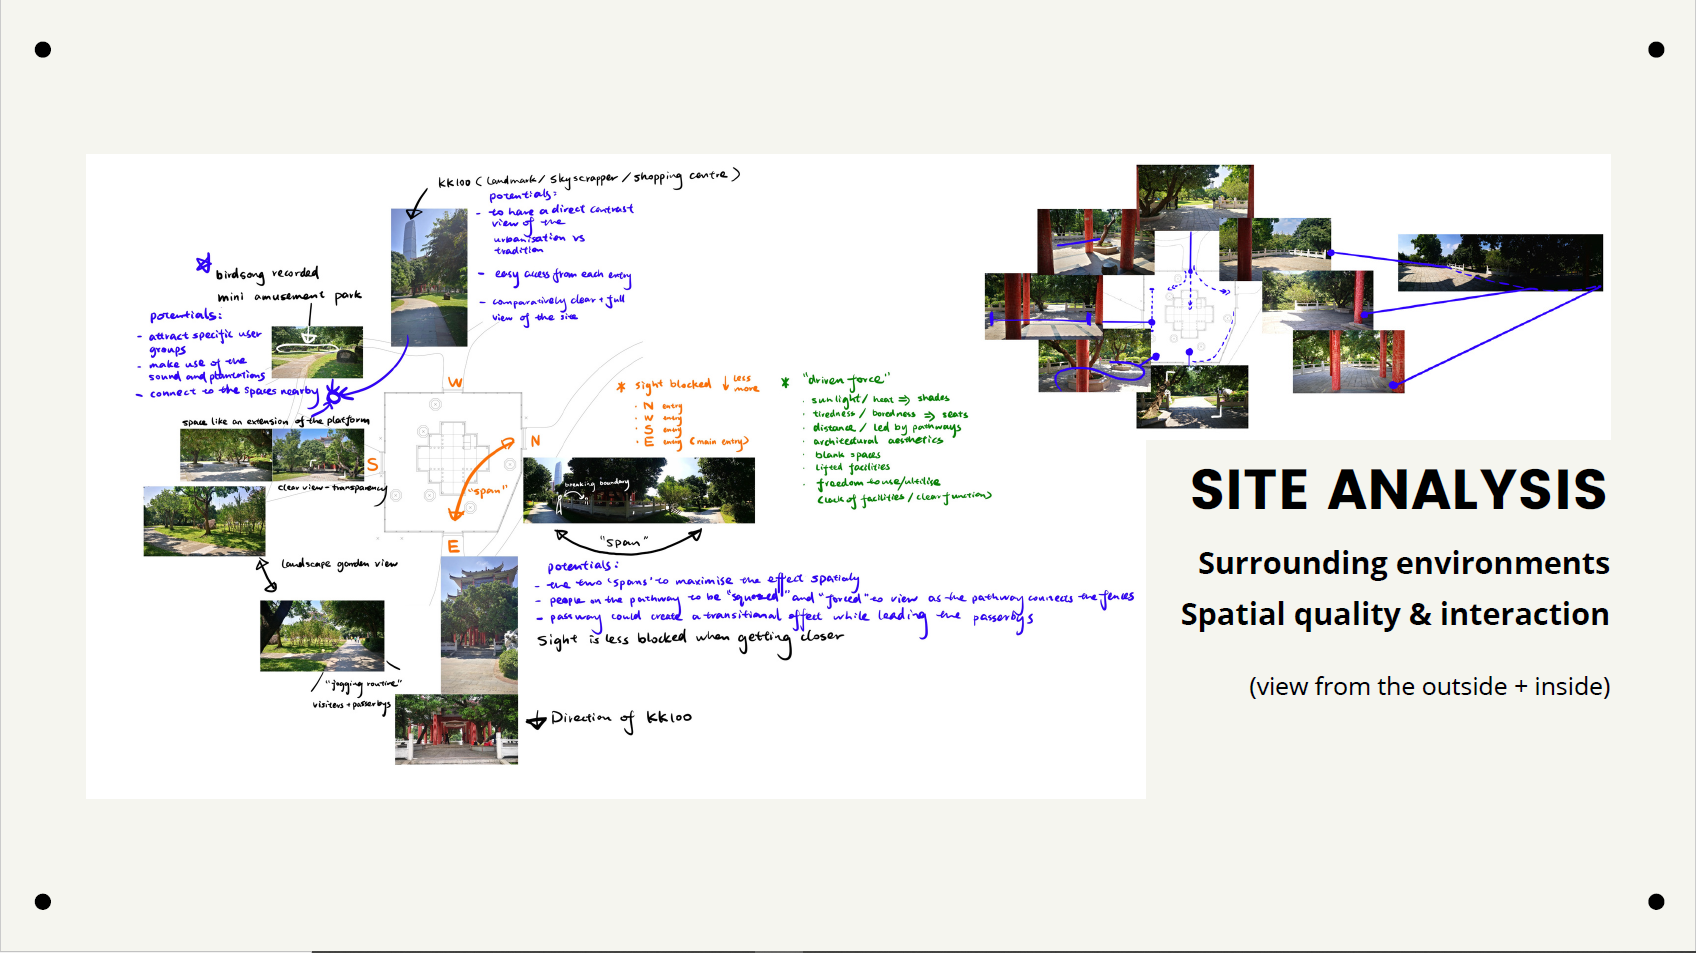 KK100 (landmark/skyscrapper/shopping centre)
potentials:
- to have a direct contrast
view of the
urbanisation vs
tradition
- easy access from each entry
- comparatively clear + full
view of the site
birdsong recorded
mini amusement park
potentials:
- attract specific user
groups
- make use of the
sound and plantations
- connect to the spaces nearby
space like an extension of the platform
clear view - transparency
landscape garden view
"jogging routine"
visiters + passerbys
W
N
S
E
"span"
* sight blocked ↓ less
more
· N entry
· W entry
· S entry
· E entry (main entry)
* "driven force"
· sunlight/ heat ⇒ shades
· tiredness / boredness ⇒ seats
· distance / led by pathways
· architectural aesthetics
· blank spaces
· lifted facilities
· freedom to use/utilise
(lack of facilities / clear function)
breaking boundary
"span"
potentials:
- the two 'spans' to maximise the effect spatialy
- people on the pathway to be "squeezed" and "forced" to view as the pathway connects the fences
- passway could create a transitional effect while leading the passerbys
Sight is less blocked when getting closer
Direction of KK100
SITE ANALYSIS
Surrounding environments
Spatial quality & interaction
(view from the outside + inside)